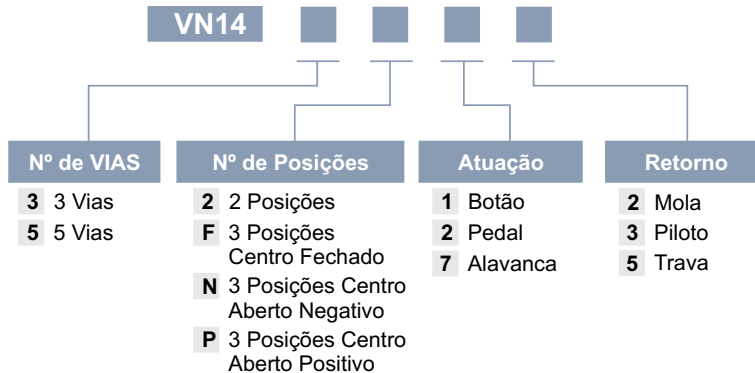 VN14
Nº de VIAS
3 3 Vias
5 5 Vias
Nº de Posições
2 2 Posições
F 3 Posições
Centro Fechado
N 3 Posições Centro
Aberto Negativo
P 3 Posições Centro
Aberto Positivo
Atuação
1 Botão
2 Pedal
7 Alavanca
Retorno
2 Mola
3 Piloto
5 Trava